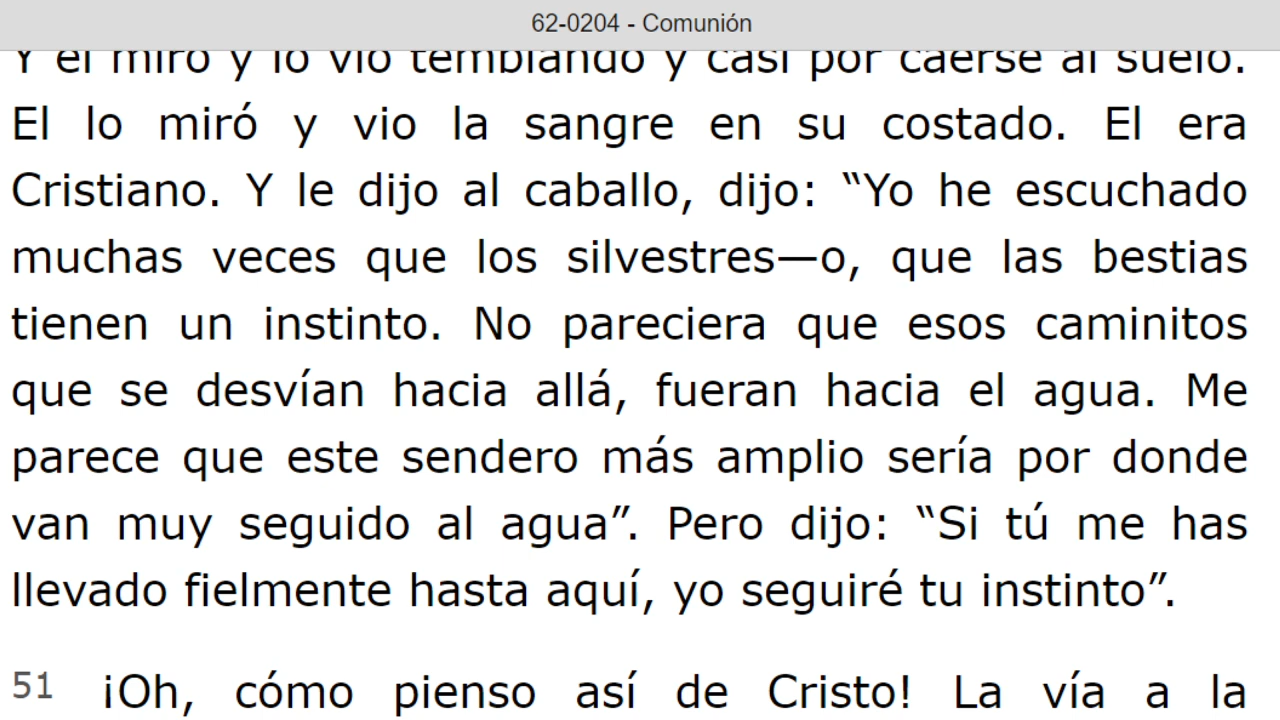 62-0204 - Comunión
Y él miró y lo vio temblando y casi por caerse al suelo.
El lo miró y vio la sangre en su costado. El era
Cristiano. Y le dijo al caballo, dijo: “Yo he escuchado
muchas veces que los silvestres—o, que las bestias
tienen un instinto. No pareciera que esos caminitos
que se desvían hacia allá, fueran hacia el agua. Me
parece que este sendero más amplio sería por donde
van muy seguido al agua”. Pero dijo: “Si tú me has
llevado fielmente hasta aquí, yo seguiré tu instinto”.
51 ¡Oh, cómo pienso así de Cristo! La vía a la